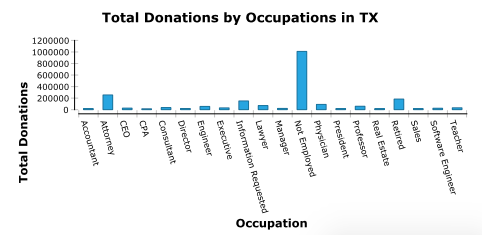 Total Donations by Occupations in TX
Total Donations
1200000
1000000
800000
600000
400000
200000
0
Accountant
Attorney
CEO
CPA
Consultant
Director
Engineer
Executive
Information Requested
Lawyer
Manager
Not Employed
Physician
President
Professor
Real Estate
Retired
Sales
Software Engineer
Teacher
Occupation